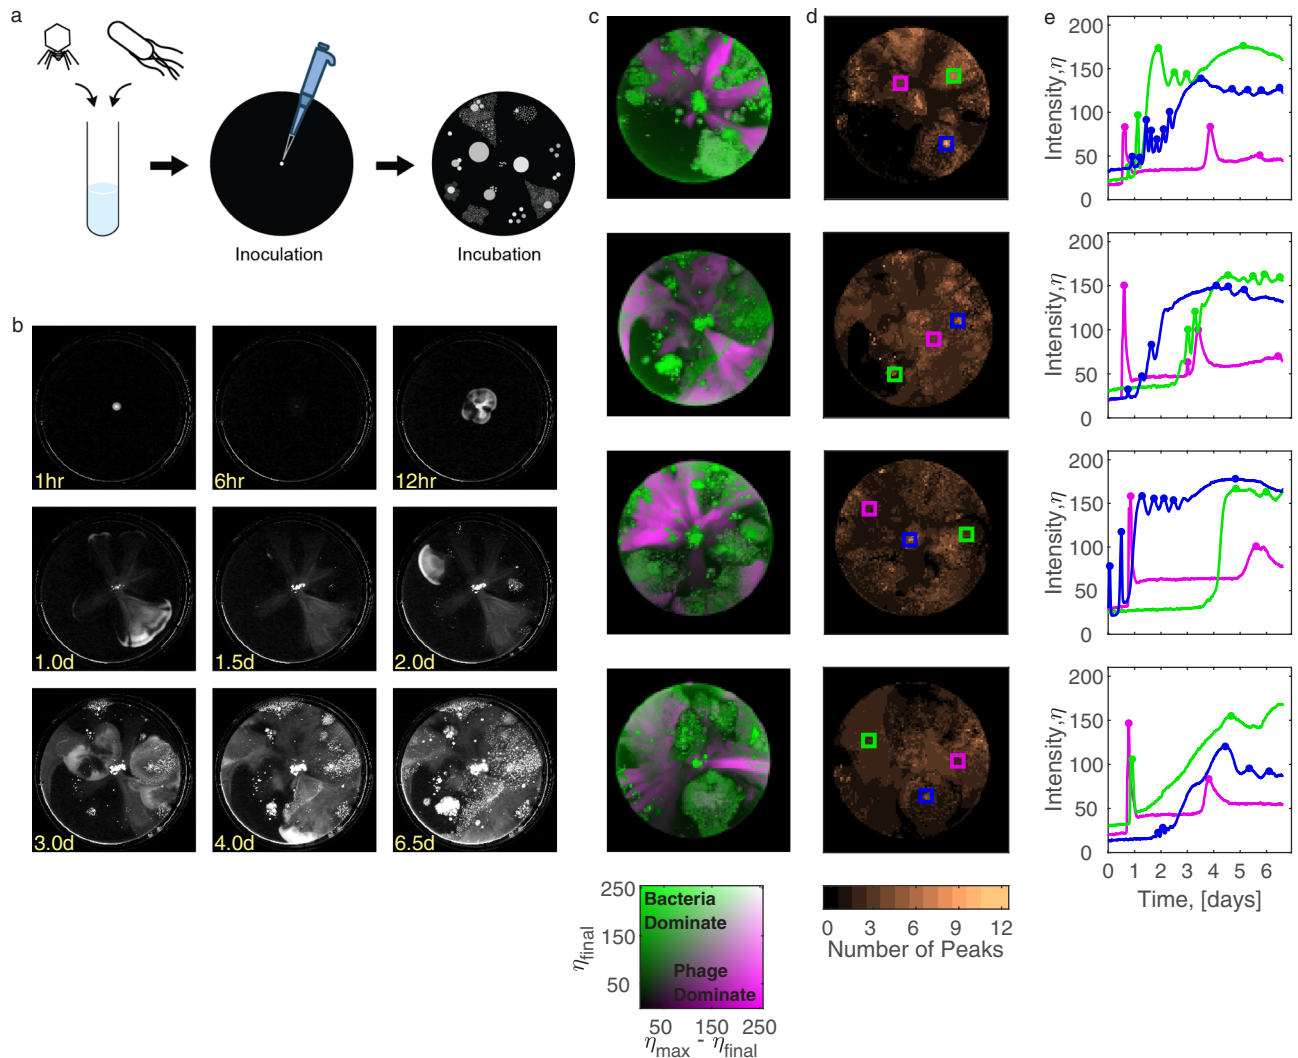 a
Inoculation
Incubation
b
1hr
6hr
12hr
1.0d
1.5d
2.0d
3.0d
4.0d
6.5d
c
250
150
50
ηfinal
Bacteria
Dominate
Phage
Dominate
50
150
250
ηmax - ηfinal
d
0
3
6
9
12
Number of Peaks
e
200
150
100
50
0
Intensity,η
200
150
100
50
0
Intensity,η
200
150
100
50
0
Intensity,η
200
150
100
50
0
Intensity,η
0
1
2
3
4
5
6
Time, [days]